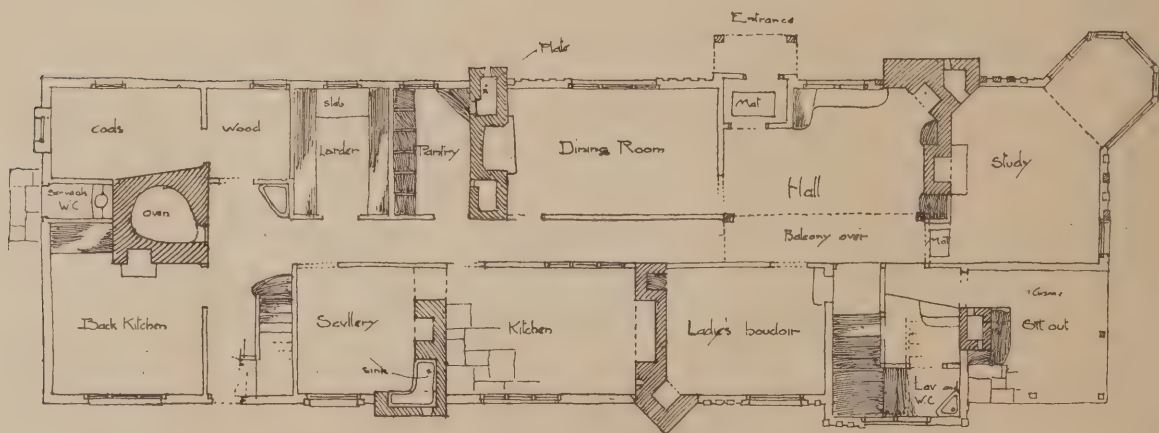 Entrance
Plate
Mat
slab
Coals
Wood
Larder
Pantry
Dining Room
Study
Hall
Servants
W.C
Oven
Balcony over
Mat
Back Kitchen
Scullery
Kitchen
Lady's boudoir
Sit out
Sink
Lav and
W.C